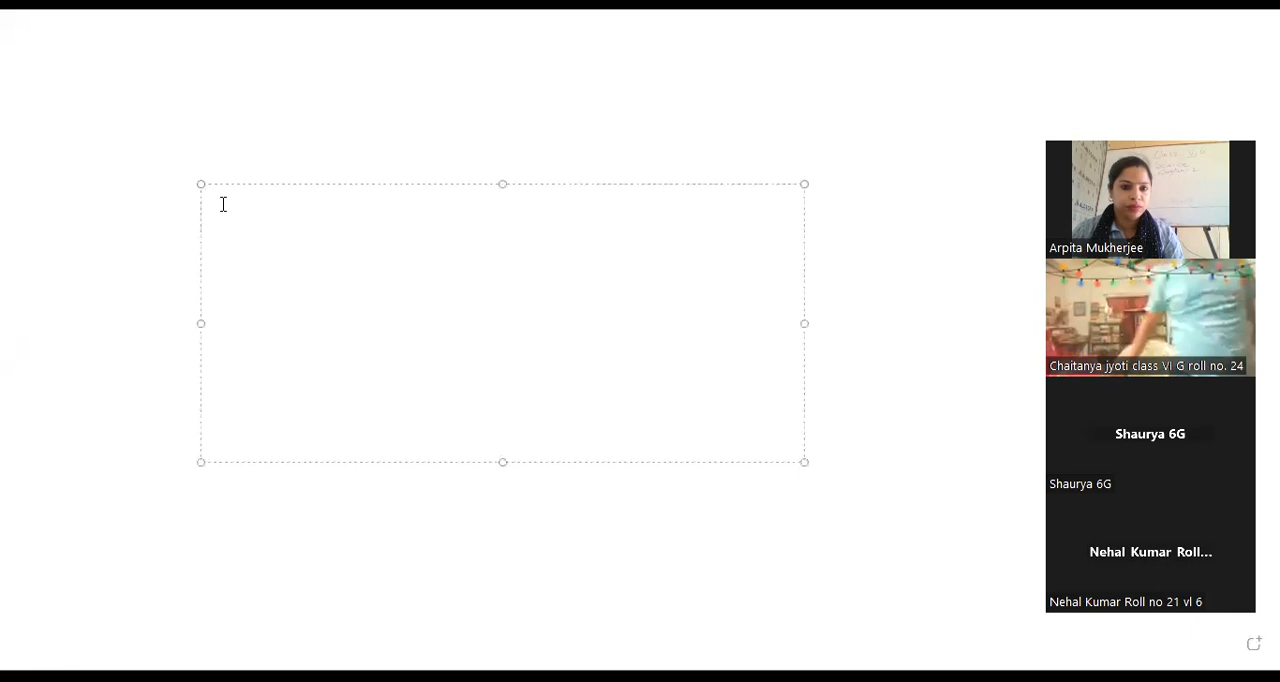 Arpita Mukherjee
Chaitanya jyoti class VI G roll no. 24
Shaurya 6G
Shaurya 6G
Nehal Kumar Roll...
Nehal Kumar Roll no 21 vl 6